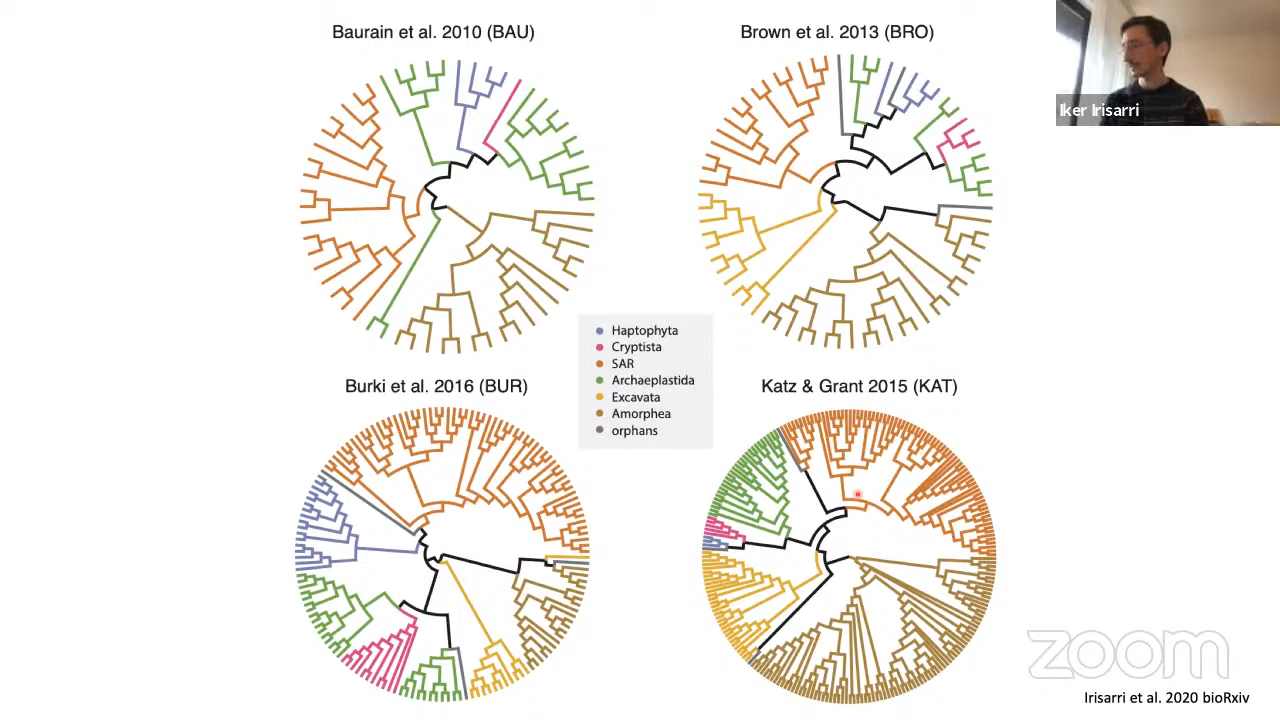 Baurain et al. 2010 (BAU)
Brown et al. 2013 (BRO)
Iker Irisarri
Haptophyta
Cryptista
SAR
Archaeplastida
Excavata
Amorphea
orphans
Burki et al. 2016 (BUR)
Katz & Grant 2015 (KAT)
zoom
Irisarri et al. 2020 bioRxiv